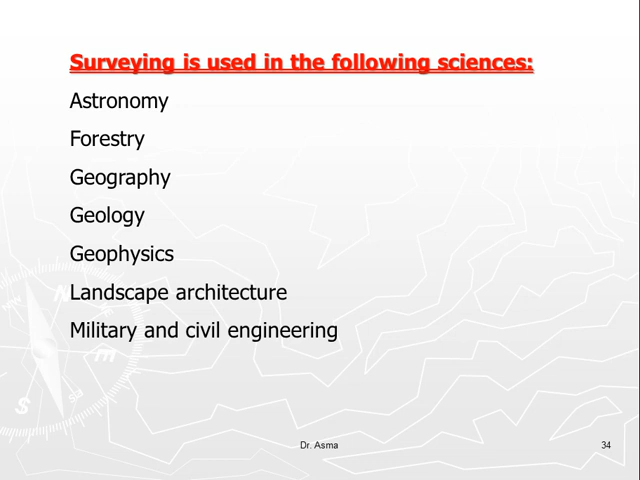 Surveying is used in the following sciences:
Astronomy
Forestry
Geography
Geology
Geophysics
Landscape architecture
Military and civil engineering
N
E
SE
S
Dr. Asma
34